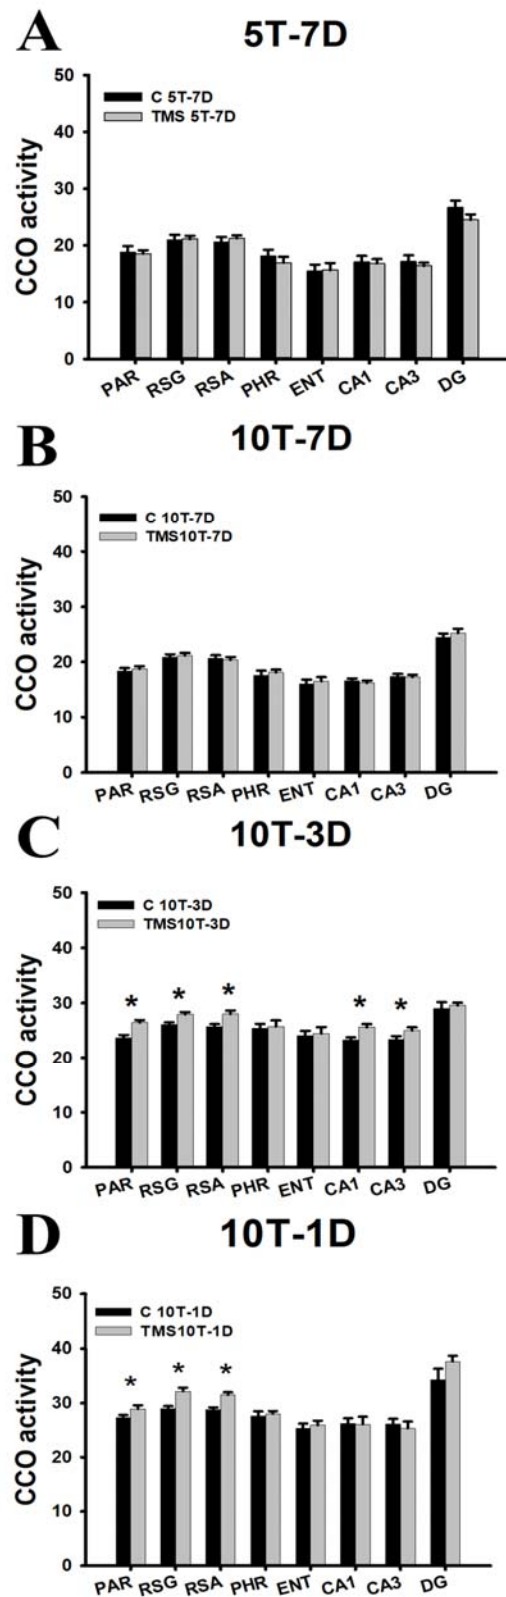 A
5T-7D
50
40
30
20
10
0
CCO activity
C 5T-7D
TMS 5T-7D
PAR RSG RSA PHR ENT CA1 CA3 DG
B
10T-7D
50
40
30
20
10
0
CCO activity
C 10T-7D
TMS10T-7D
PAR RSG RSA PHR ENT CA1 CA3 DG
C
10T-3D
50
40
30
20
10
0
CCO activity
C 10T-3D
TMS10T-3D
* * * * *
PAR RSG RSA PHR ENT CA1 CA3 DG
D
10T-1D
50
40
30
20
10
0
CCO activity
C 10T-1D
TMS10T-1D
* * *
PAR RSG RSA PHR ENT CA1 CA3 DG